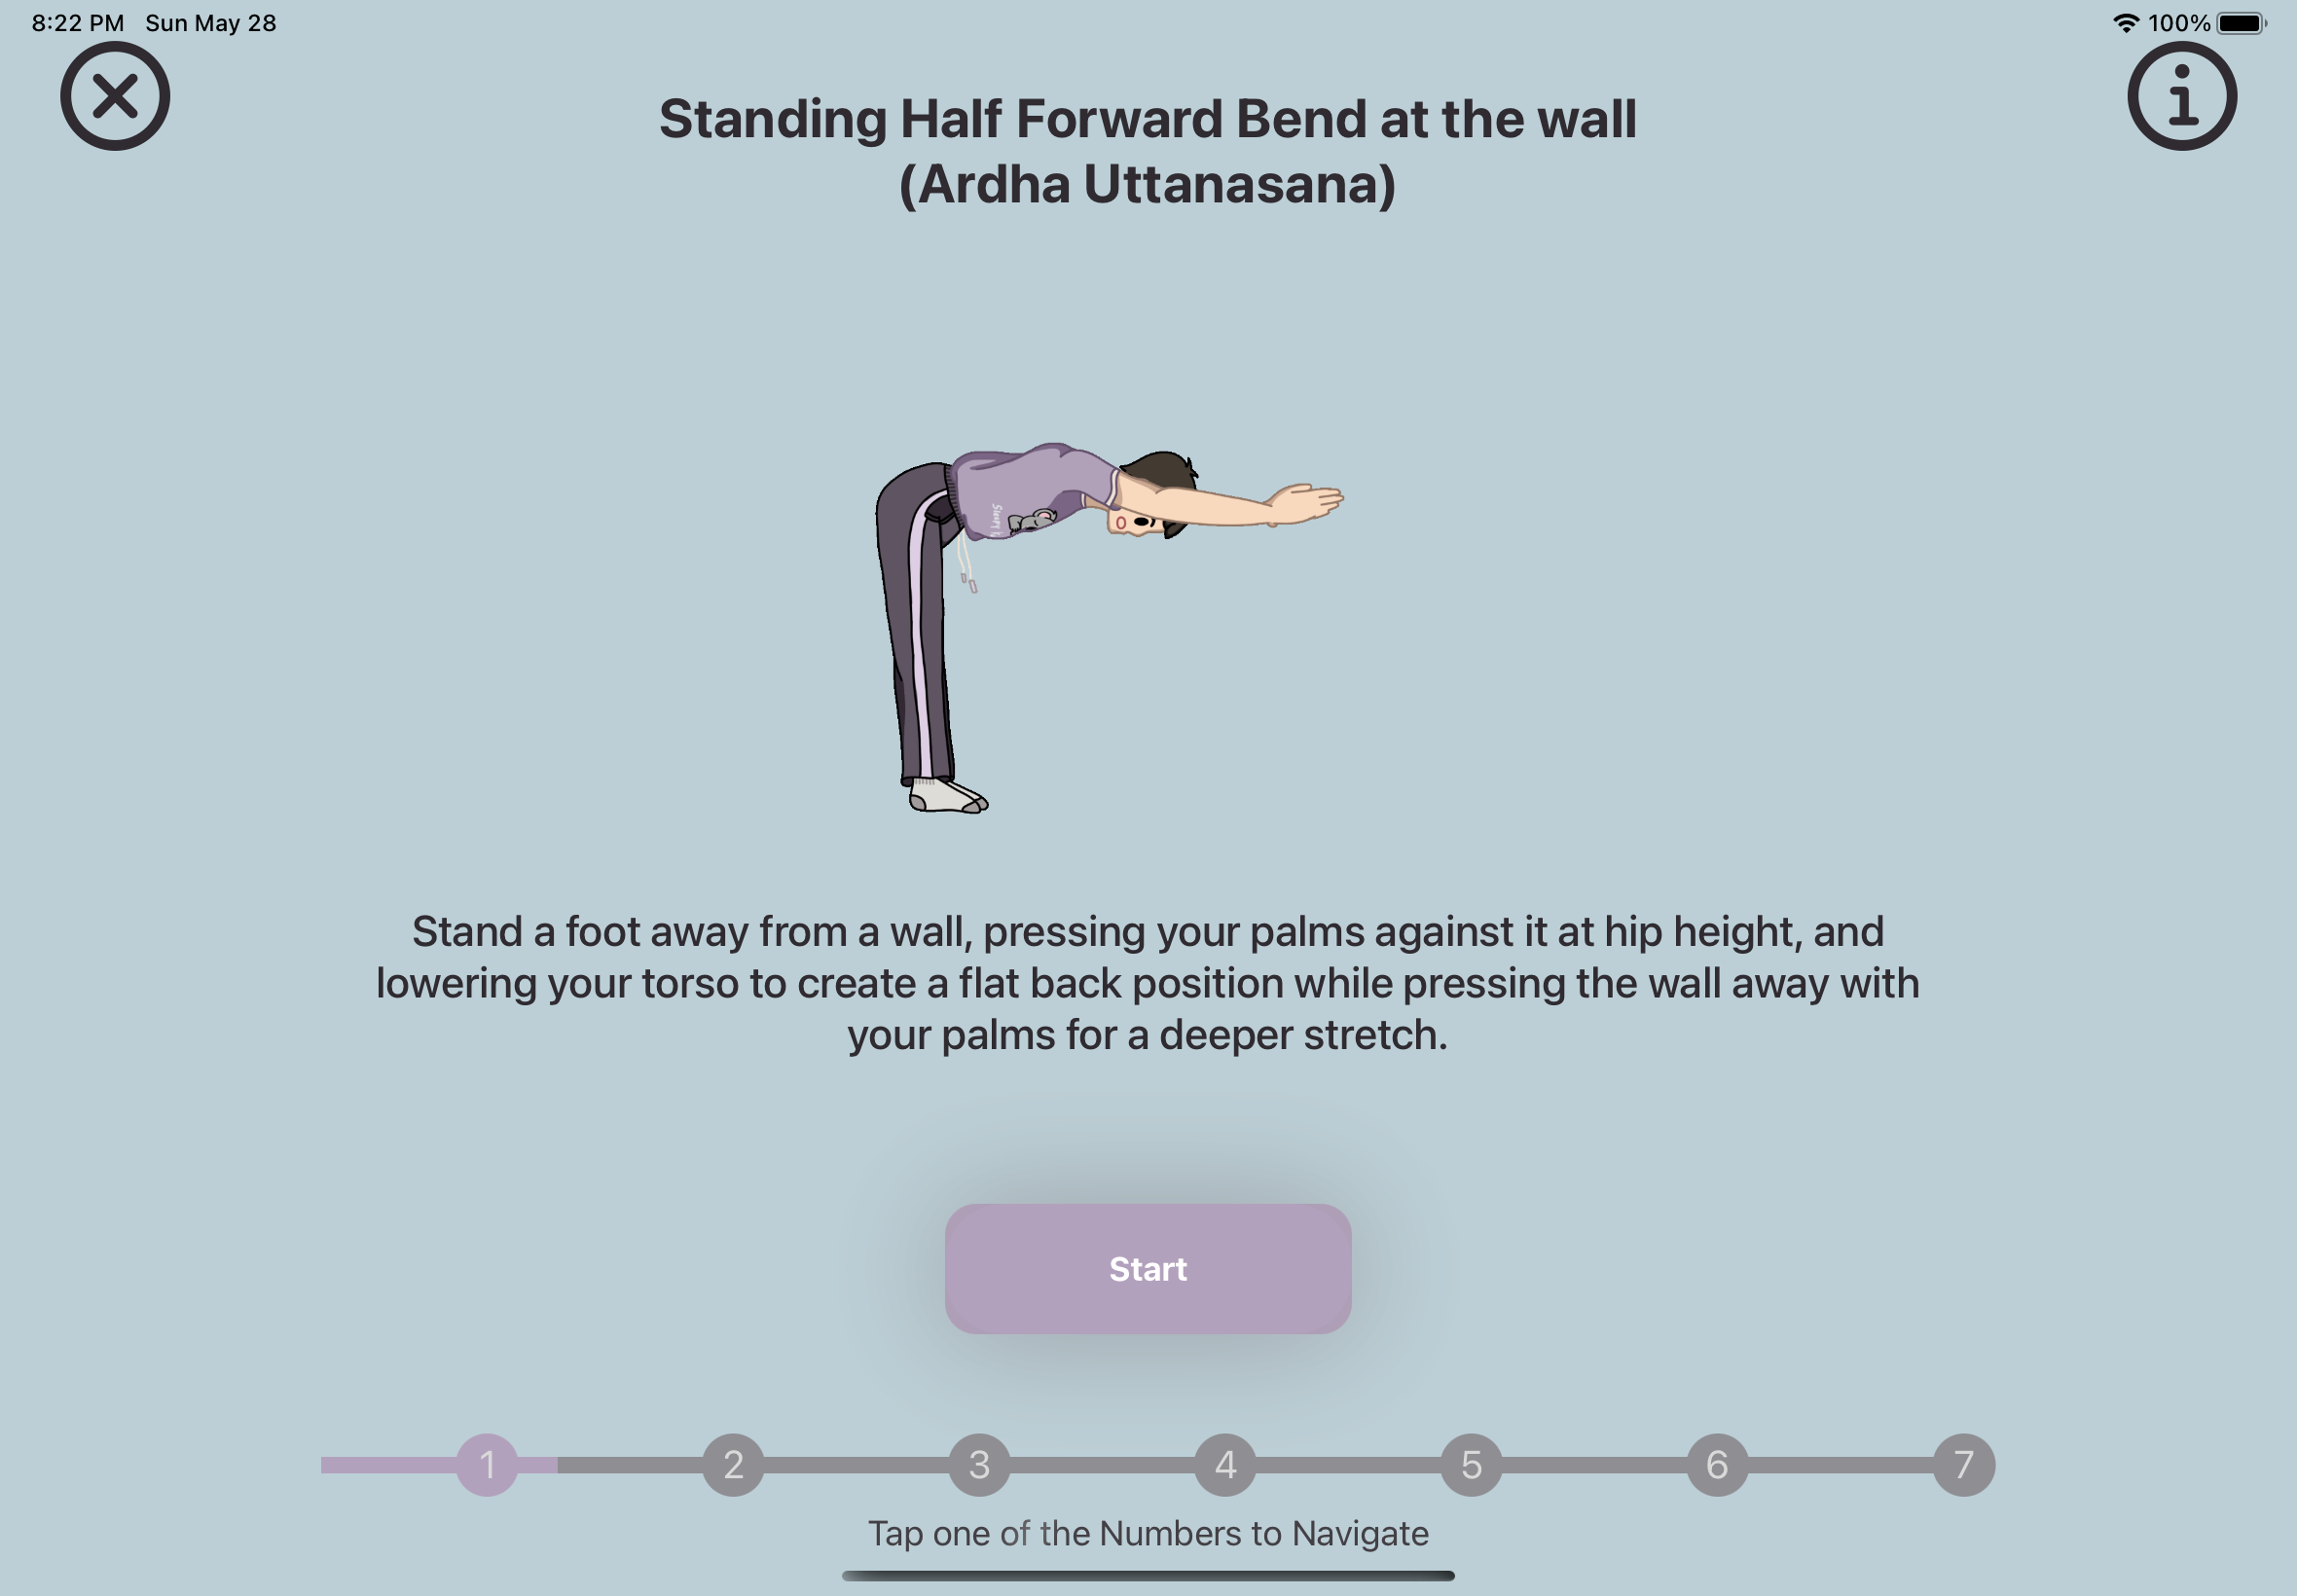 8:22 PM Sun May 28
100%
Standing Half Forward Bend at the wall
(Ardha Uttanasana)
Stand a foot away from a wall, pressing your palms against it at hip height, and
lowering your torso to create a flat back position while pressing the wall away with
your palms for a deeper stretch.
Start
1 2 3 4 5 6 7
Tap one of the Numbers to Navigate